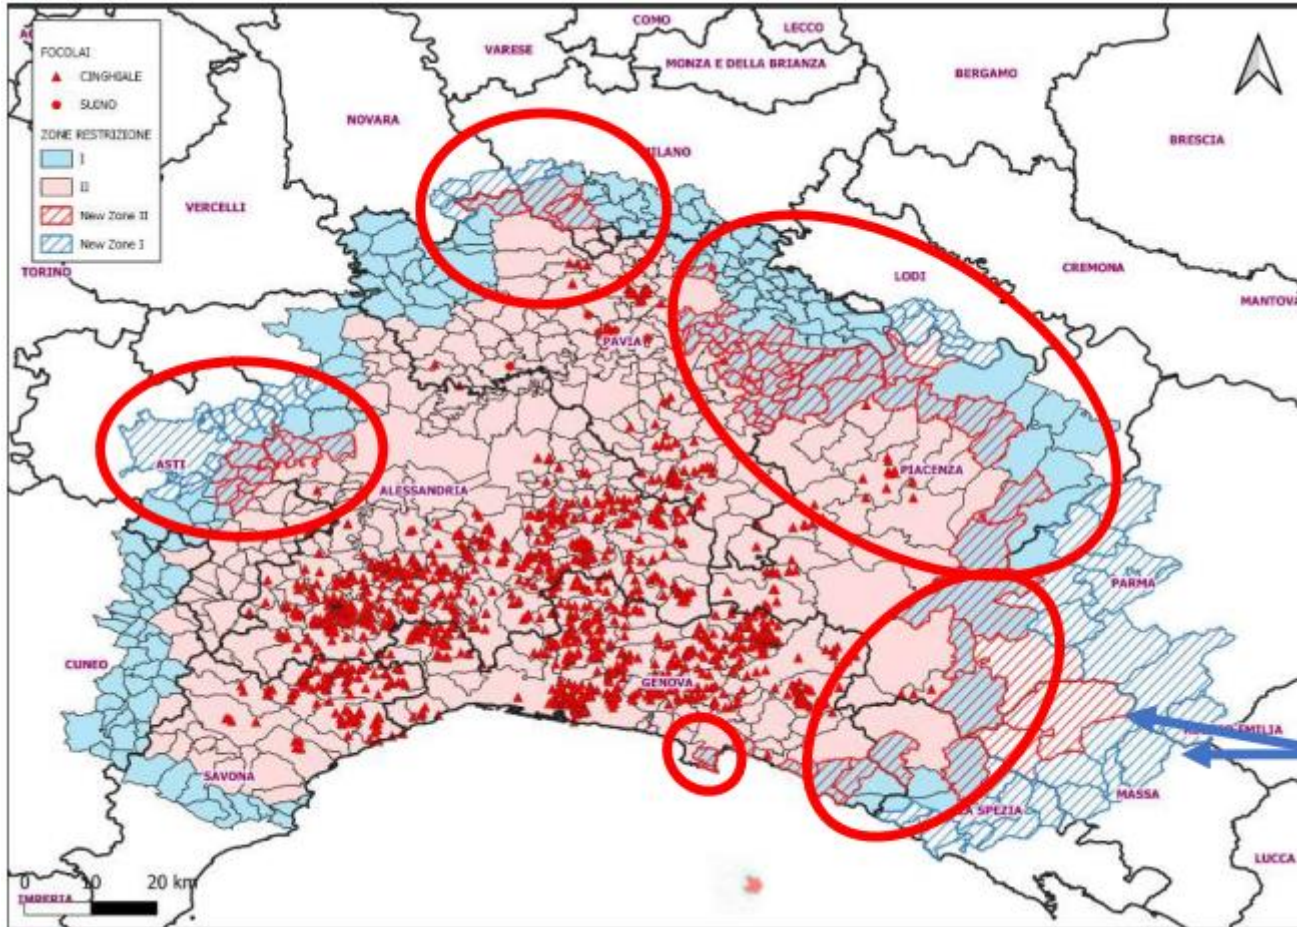 FOCOLAI
CINGHIALE
SUINO
ZONE RESTRIZIONE
I
II
New Zone II
New Zone I
COMO
LECCO
VARESE
MONZA E DELLA BRIANZA
BERGAMO
NOVARA
BRESCIA
MILANO
VERCELLI
TORINO
LODI
CREMONA
MANTOVA
PAVIA
ASTI
ALESSANDRIA
PIACENZA
PARMA
CUNEO
GENOVA
EMILIA
SAVONA
MASSA
SPEZIA
LUCCA
0 10 20 km
IMPERIA